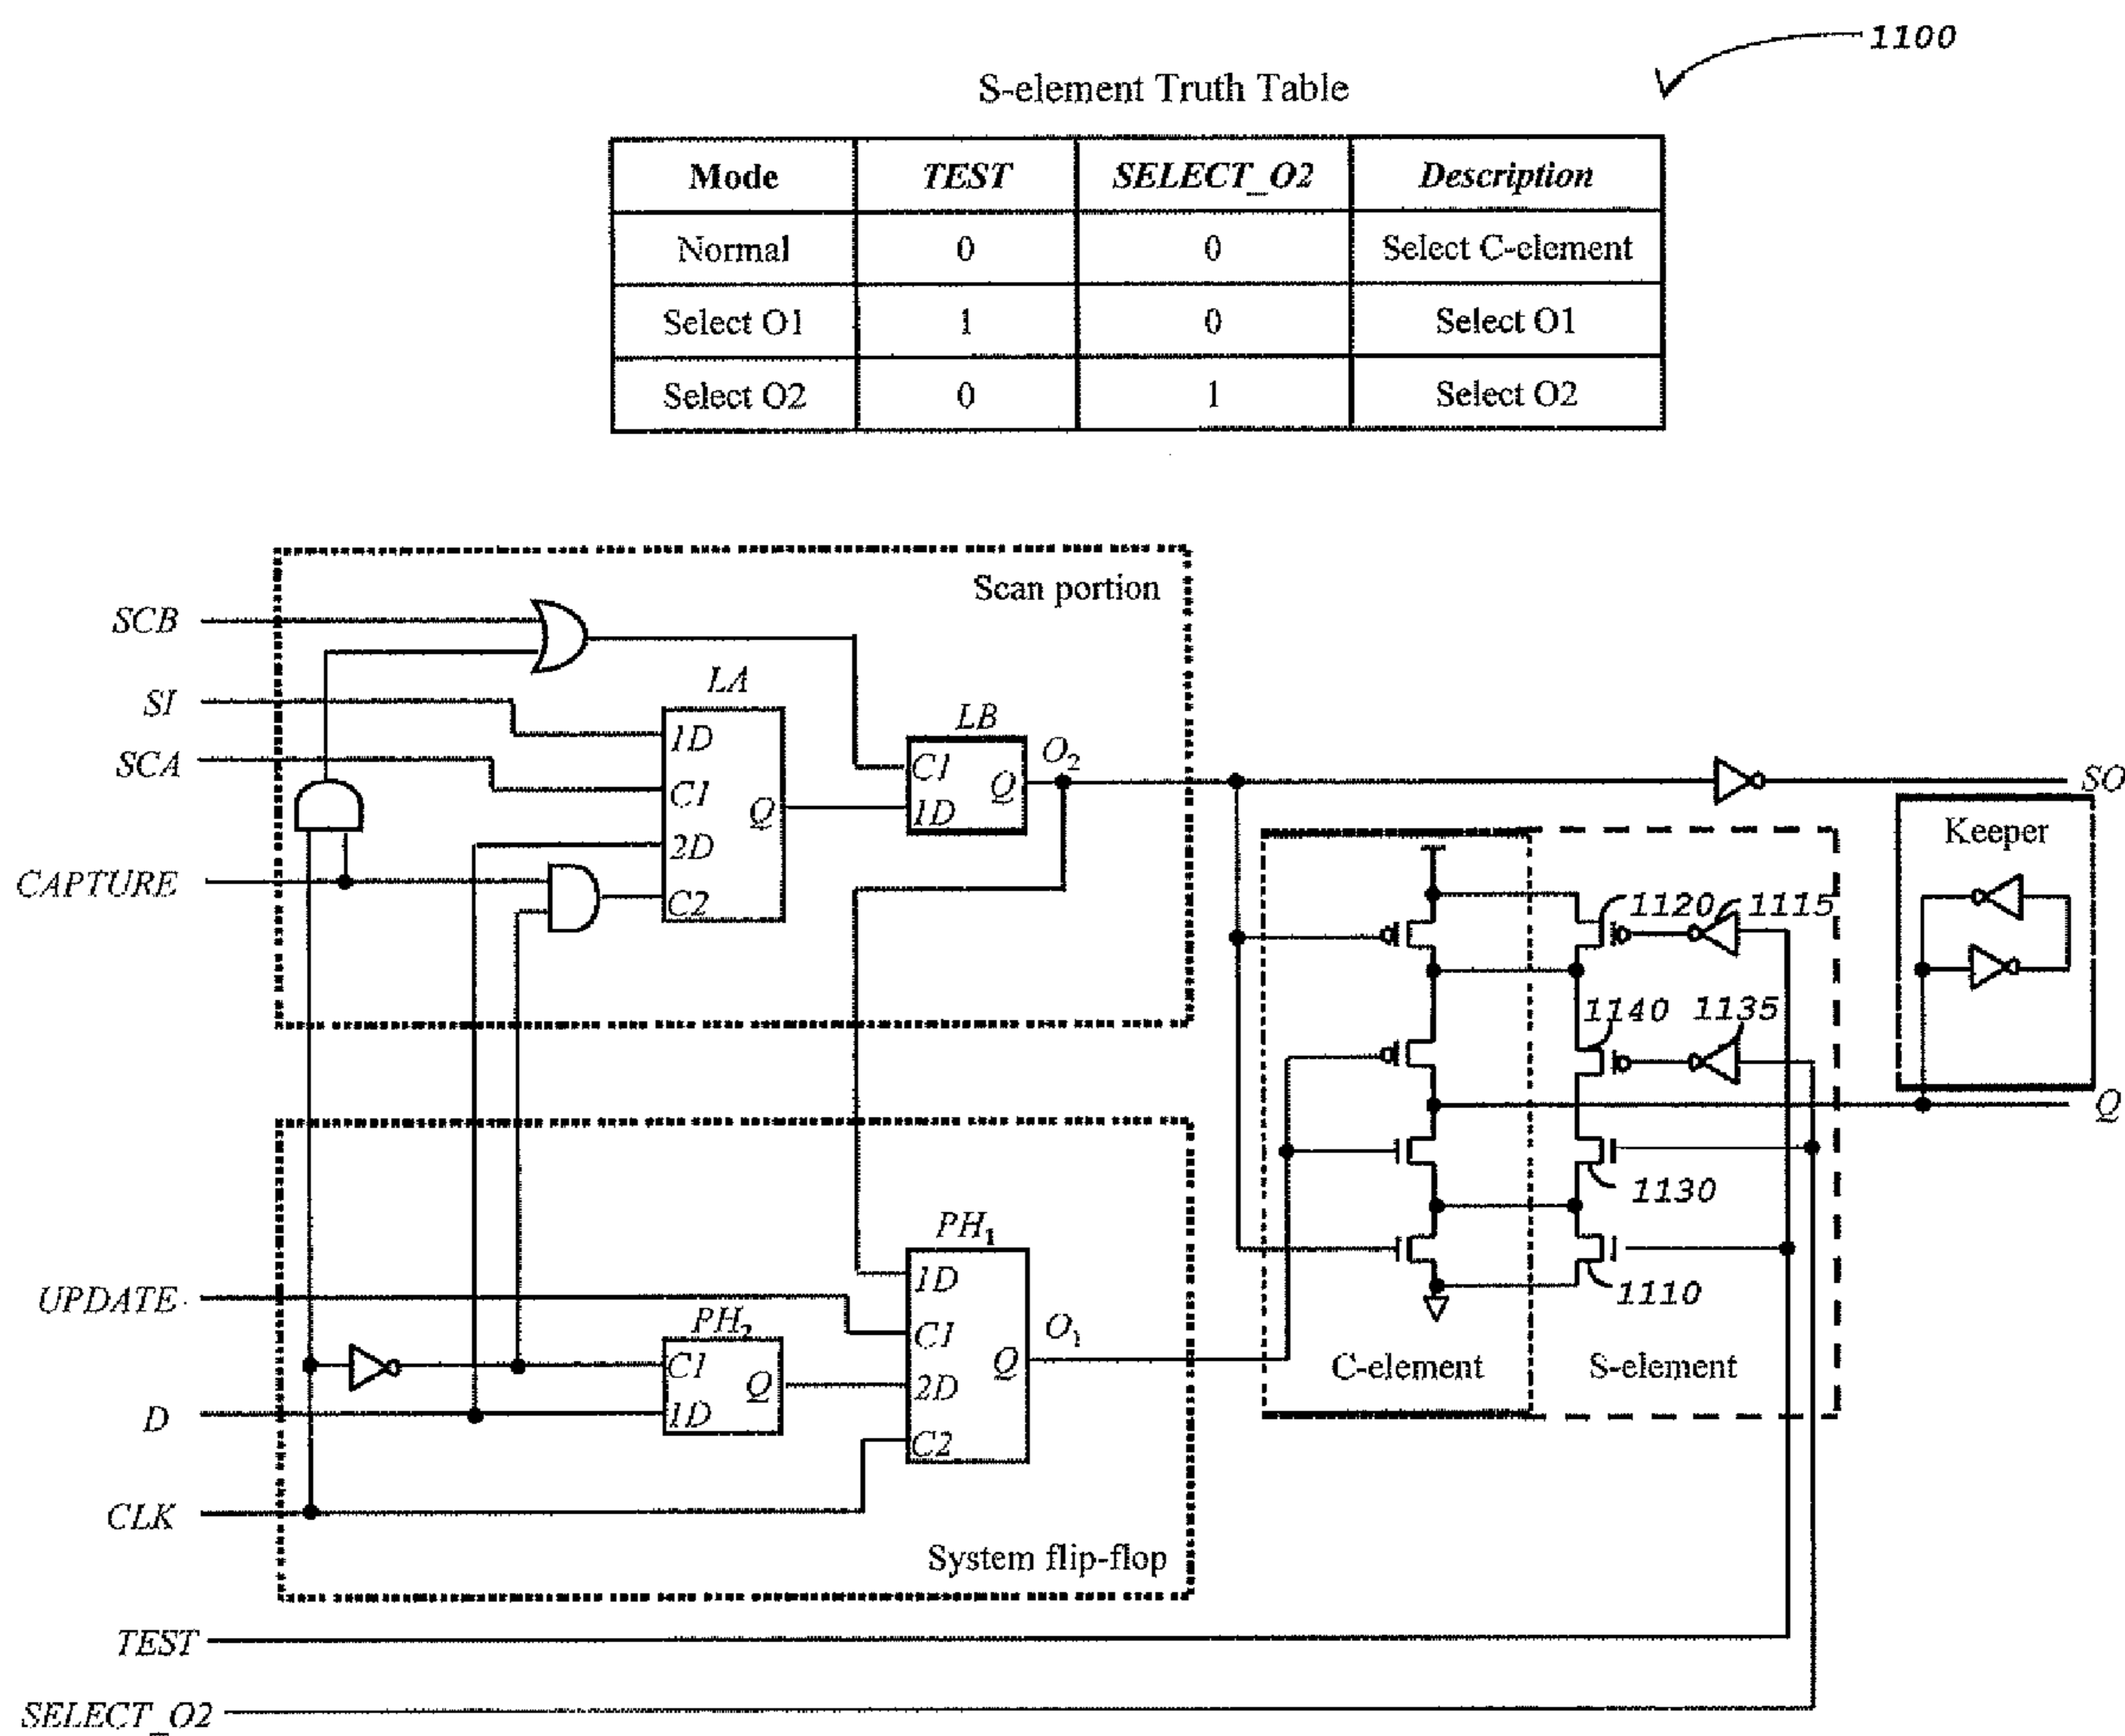 1100
S-element Truth Table
Mode TEST SELECT_O2 Description
Normal 0 0 Select C-element
Select O1 1 0 Select O1
Select O2 0 1 Select O2
Scan portion
SCB
LA
SI
1D
LB
O2
SCA
C1
C1
Q
SO
Q
1D
Keeper
2D
CAPTURE
C2
1120
1115
1140
1135
Q
1130
PH1
1D
UPDATE
PH2
C1
O1
1110
C1
Q
Q
2D
C-element
S-element
D
1D
C2
CLK
System flip-flop
TEST
SELECT_O2